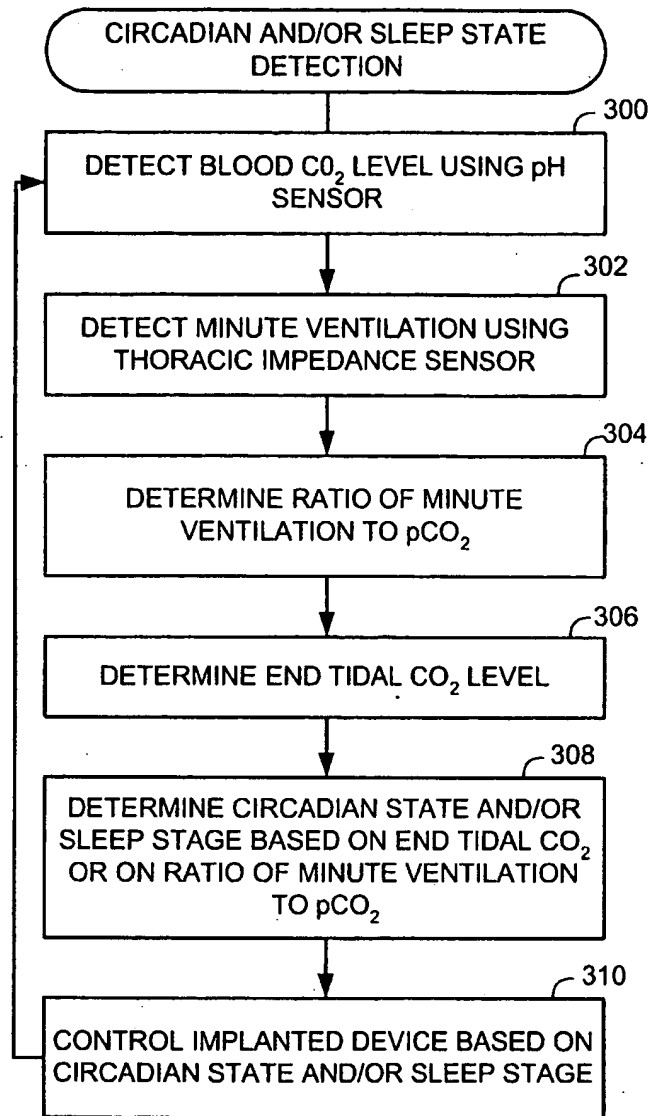 CIRCADIAN AND/OR SLEEP STATE
DETECTION
300
DETECT BLOOD C0₂ LEVEL USING pH
SENSOR
302
DETECT MINUTE VENTILATION USING
THORACIC IMPEDANCE SENSOR
304
DETERMINE RATIO OF MINUTE
VENTILATION TO pCO₂
306
DETERMINE END TIDAL CO₂ LEVEL
308
DETERMINE CIRCADIAN STATE AND/OR
SLEEP STAGE BASED ON END TIDAL CO₂
OR ON RATIO OF MINUTE VENTILATION
TO pCO₂
310
CONTROL IMPLANTED DEVICE BASED ON
CIRCADIAN STATE AND/OR SLEEP STAGE